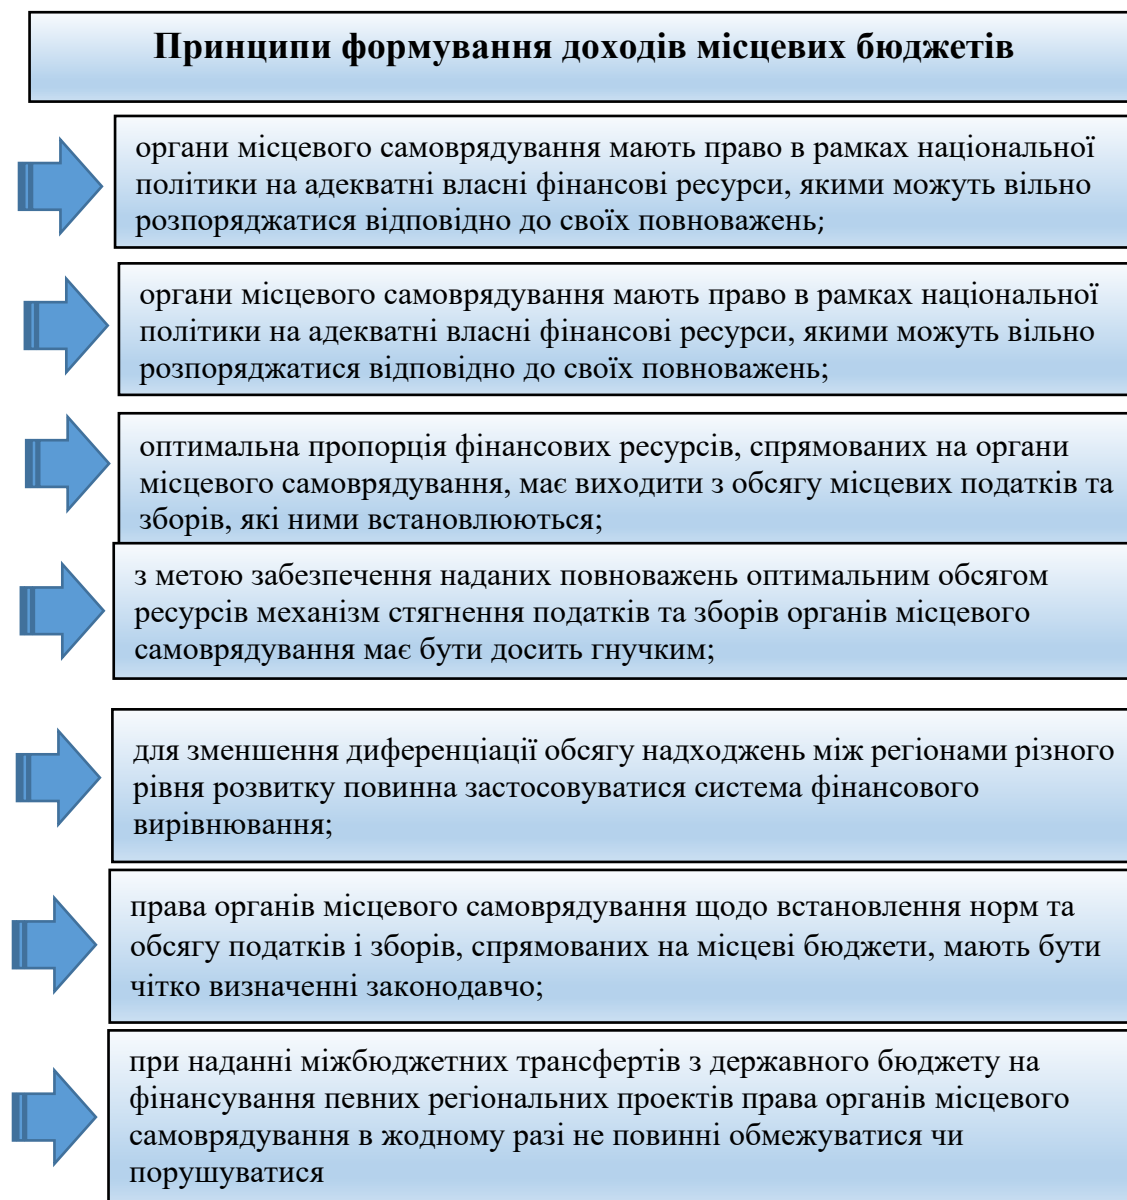 Принципи формування доходів місцевих бюджетів
органи місцевого самоврядування мають право в рамках національної
політики на адекватні власні фінансові ресурси, якими можуть вільно
розпоряджатися відповідно до своїх повноважень;
органи місцевого самоврядування мають право в рамках національної
політики на адекватні власні фінансові ресурси, якими можуть вільно
розпоряджатися відповідно до своїх повноважень;
оптимальна пропорція фінансових ресурсів, спрямованих на органи
місцевого самоврядування, має виходити з обсягу місцевих податків та
зборів, які ними встановлюються;
з метою забезпечення наданих повноважень оптимальним обсягом
ресурсів механізм стягнення податків та зборів органів місцевого
самоврядування має бути досить гнучким;
для зменшення диференціації обсягу надходжень між регіонами різного
рівня розвитку повинна застосовуватися система фінансового
вирівнювання;
права органів місцевого самоврядування щодо встановлення норм та
обсягу податків і зборів, спрямованих на місцеві бюджети, мають бути
чітко визначенні законодавчо;
при наданні міжбюджетних трансфертів з державного бюджету на
фінансування певних регіональних проектів права органів місцевого
самоврядування в жодному разі не повинні обмежуватися чи
порушуватися